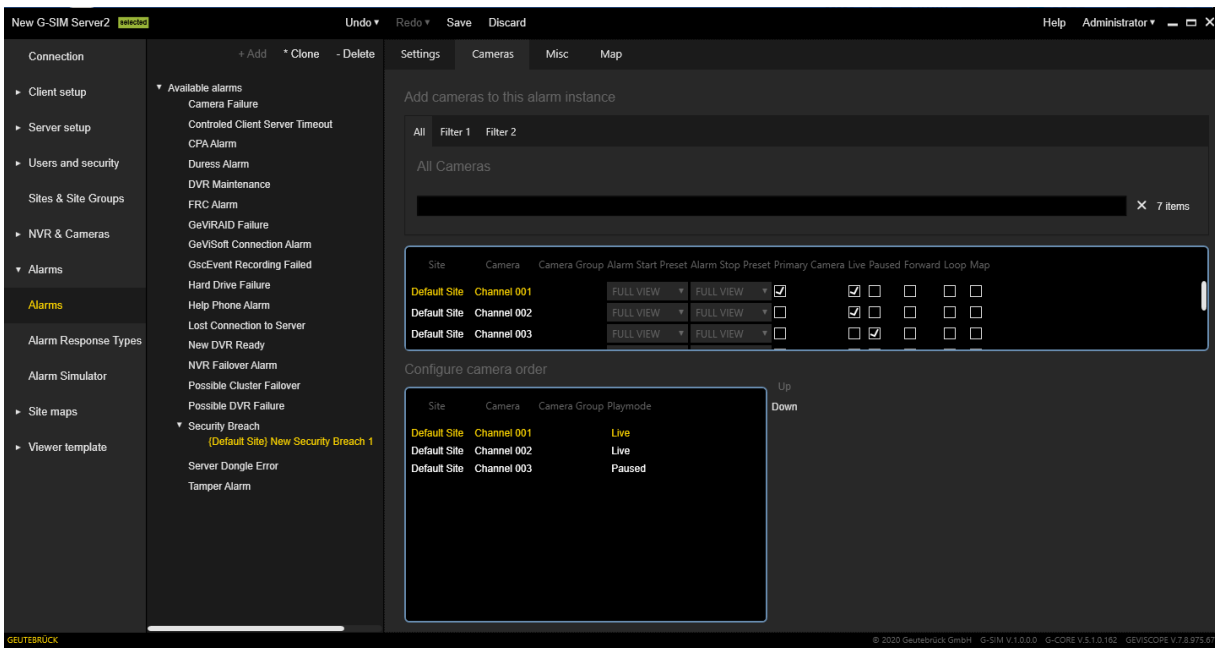 New G-SIM Server2 selected Undo Redo Save Discard Help Administrator
Connection
Client setup
Server setup
Users and security
Sites & Site Groups
NVR & Cameras
Alarms
Alarms
Alarm Response Types
Alarm Simulator
Site maps
Viewer template
+ Add * Clone - Delete
Available alarms
Camera Failure
Controled Client Server Timeout
CPA Alarm
Duress Alarm
DVR Maintenance
FRC Alarm
GeViRAID Failure
GeViSoft Connection Alarm
GscEvent Recording Failed
Hard Drive Failure
Help Phone Alarm
Lost Connection to Server
New DVR Ready
NVR Failover Alarm
Possible Cluster Failover
Possible DVR Failure
Security Breach
{Default Site} New Security Breach 1
Server Dongle Error
Tamper Alarm
Settings Cameras Misc Map
Add cameras to this alarm instance
All Filter 1 Filter 2
All Cameras
7 items
Site Camera Camera Group Alarm Start Preset Alarm Stop Preset Primary Camera Live Paused Forward Loop Map
Default Site Channel 001 FULL VIEW FULL VIEW
Default Site Channel 002 FULL VIEW FULL VIEW
Default Site Channel 003 FULL VIEW FULL VIEW
Configure camera order
Up
Down
Site Camera Camera Group Playmode
Default Site Channel 001 Live
Default Site Channel 002 Live
Default Site Channel 003 Paused
GEUTEBRÜCK © 2020 Geutebrück GmbH G-SIM V.1.0.0.0 G-CORE V.5.1.0.162 GEVISCOPE V.7.8.975.67